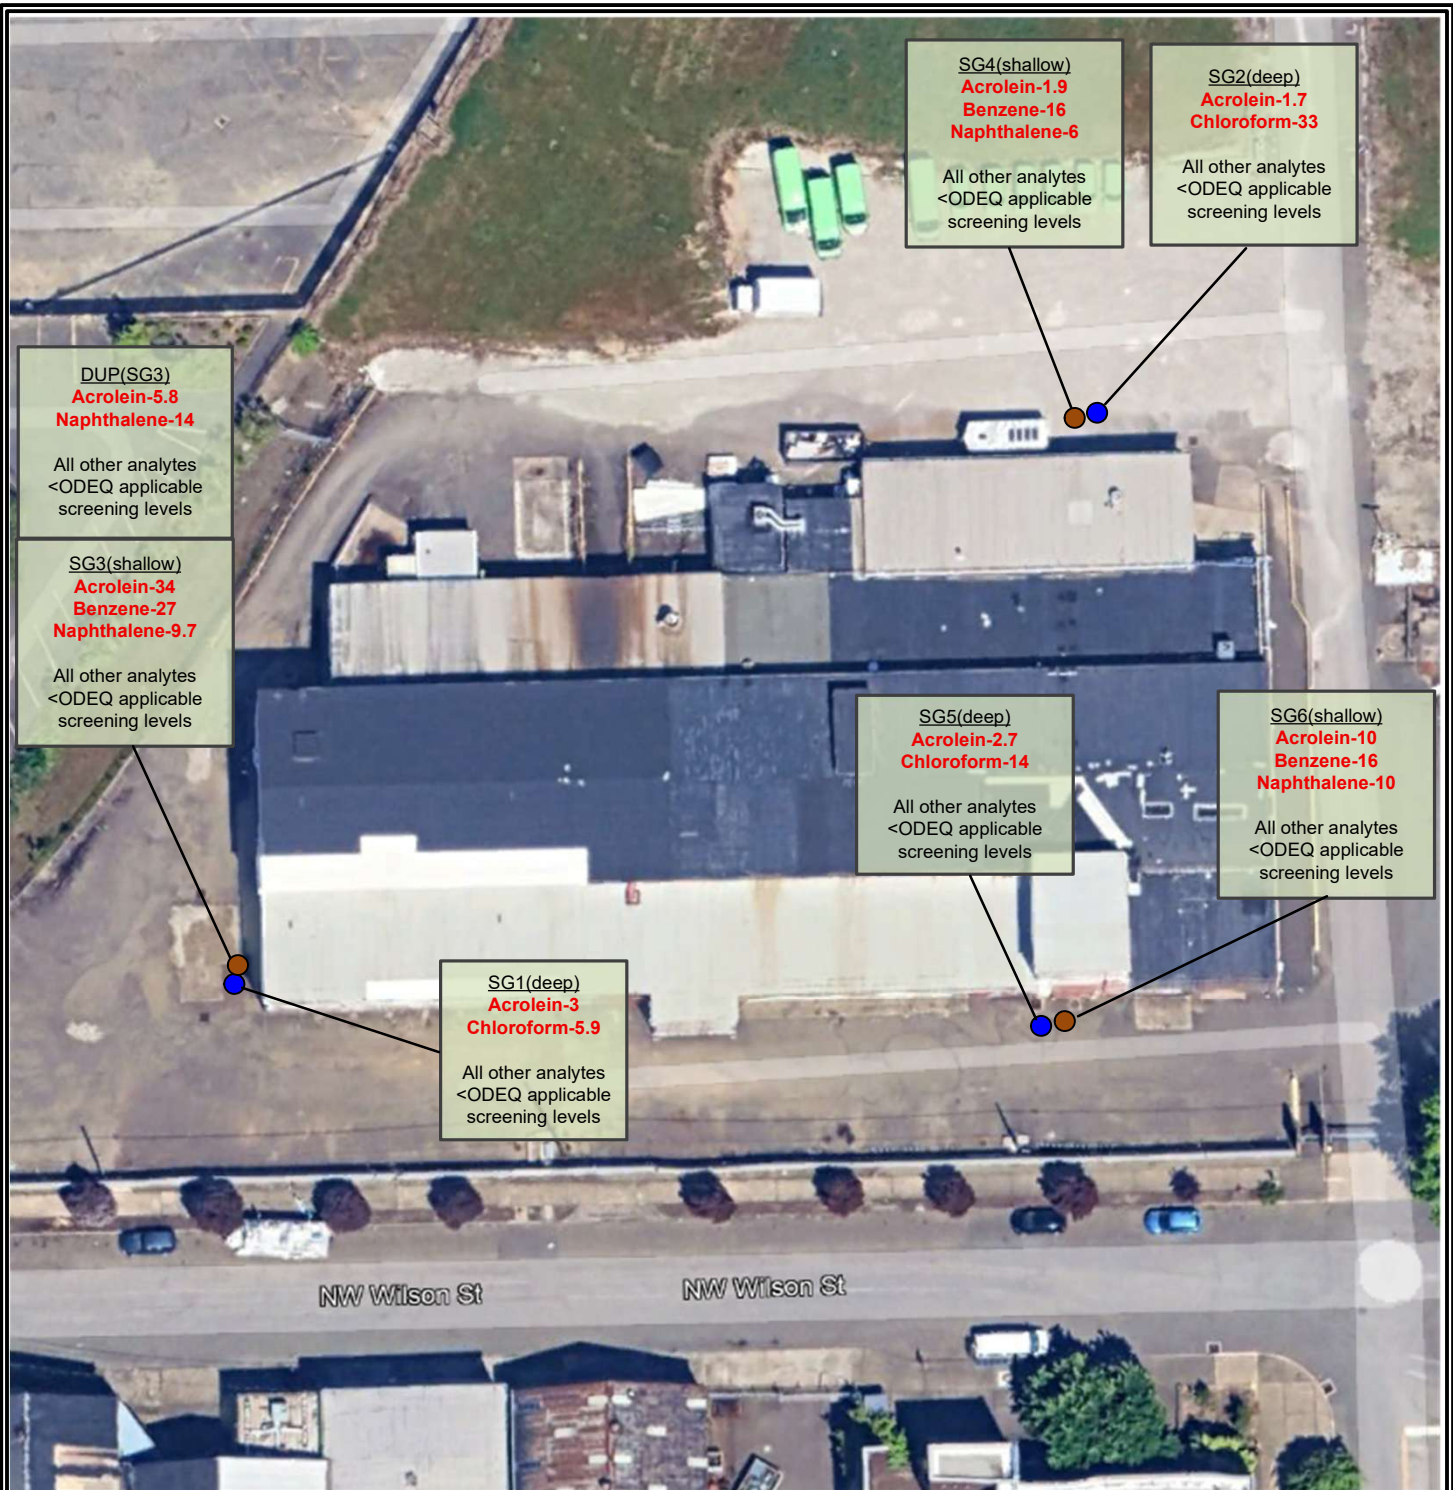 SG4(shallow)
Acrolein-1.9
Benzene-16
Naphthalene-6
All other analytes
<ODEQ applicable
screening levels
SG2(deep)
Acrolein-1.7
Chloroform-33
All other analytes
<ODEQ applicable
screening levels
DUP(SG3)
Acrolein-5.8
Naphthalene-14
All other analytes
<ODEQ applicable
screening levels
SG3(shallow)
Acrolein-34
Benzene-27
Naphthalene-9.7
All other analytes
<ODEQ applicable
screening levels
SG5(deep)
Acrolein-2.7
Chloroform-14
All other analytes
<ODEQ applicable
screening levels
SG6(shallow)
Acrolein-10
Benzene-16
Naphthalene-10
All other analytes
<ODEQ applicable
screening levels
SG1(deep)
Acrolein-3
Chloroform-5.9
All other analytes
<ODEQ applicable
screening levels
NW Wilson St
NW Wilson St